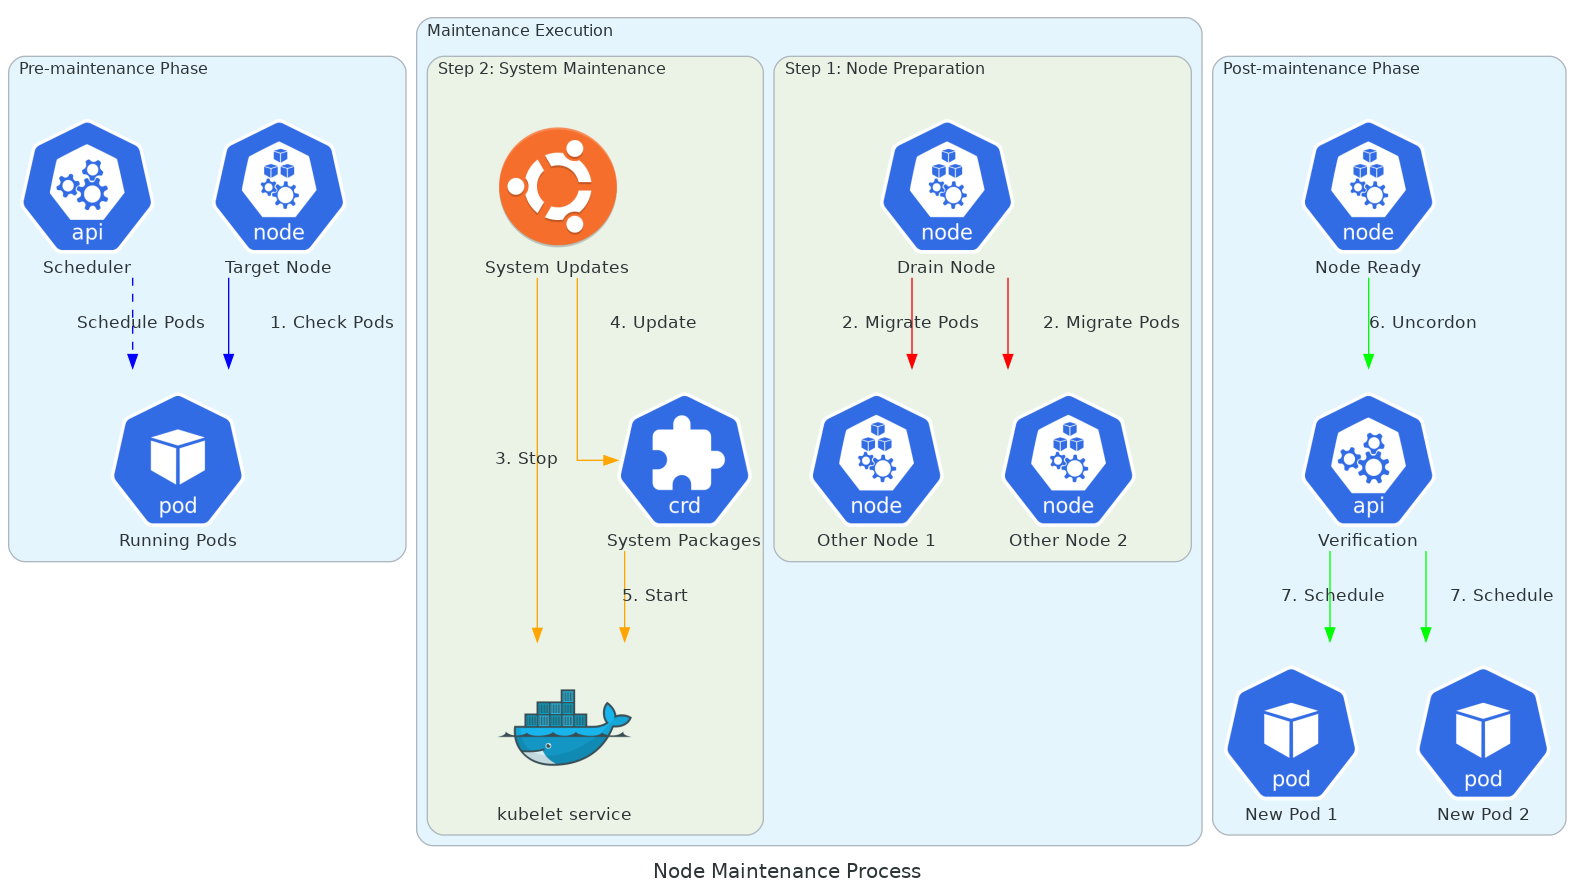 Maintenance Execution
Pre-maintenance Phase
api
Scheduler
node
Target Node
Schedule Pods
1. Check Pods
pod
Running Pods
Step 2: System Maintenance
System Updates
4. Update
3. Stop
crd
System Packages
5. Start
kubelet service
Step 1: Node Preparation
node
Drain Node
2. Migrate Pods
2. Migrate Pods
node
Other Node 1
node
Other Node 2
Post-maintenance Phase
node
Node Ready
6. Uncordon
api
Verification
7. Schedule
7. Schedule
pod
New Pod 1
pod
New Pod 2
Node Maintenance Process